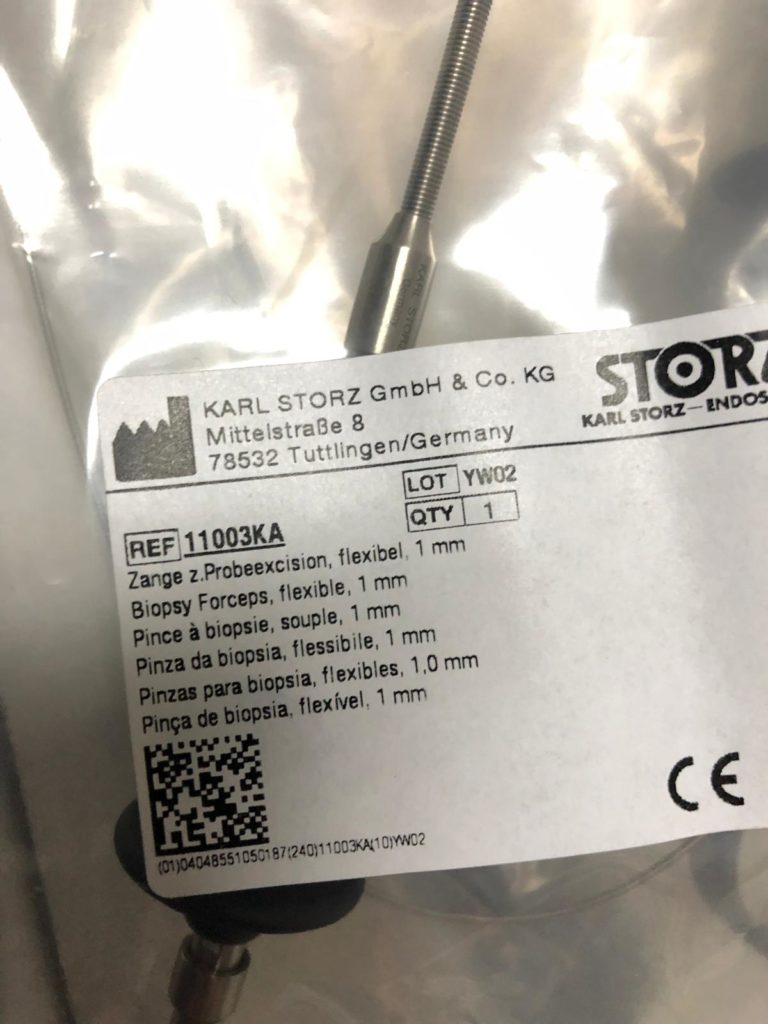 KARL STORZ
KARL STORZ GmbH & Co. KG
Mittelstraße 8
78532 Tuttlingen/Germany
STORZ
KARL STORZ — ENDOS
LOT YW02
QTY 1
REF 11003KA
Zange z.Probeexcision, flexibel, 1 mm
Biopsy Forceps, flexible, 1 mm
Pince à biopsie, souple, 1 mm
Pinza da biopsia, flessibile, 1 mm
Pinzas para biopsia, flexibles, 1,0 mm
Pinça de biopsia, flexível, 1 mm
CE
(01)04048551050187(240)11003KA(10)YW02